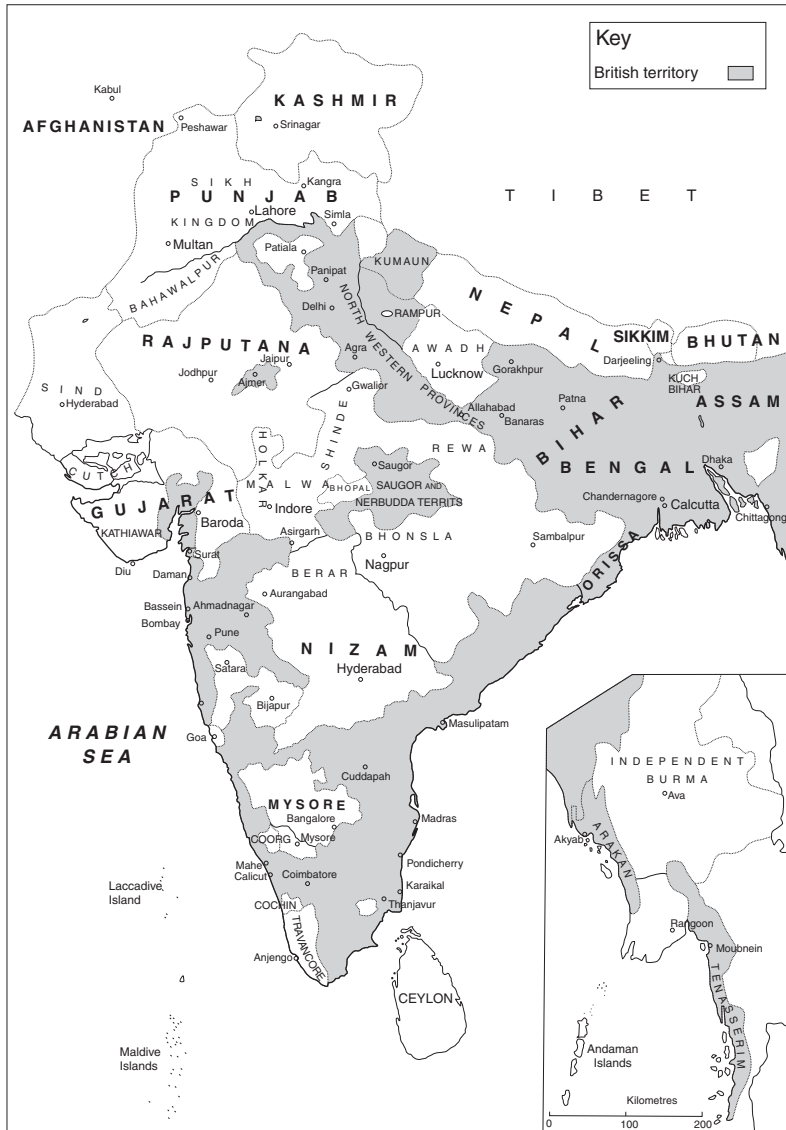 Key
British territory
Kabul
AFGHANISTAN
Peshawar
KASHMIR
Srinagar
SIKH
PUNJAB
KINGDOM
Kangra
Lahore
Simla
Multan
TIBET
Patiala
BAHAWALPUR
Panipat
KUMAUN
Delhi
NORTH WESTERN PROVINCES
RAMPUR
NEPAL
SIKKIM
BHUTAN
RAJPUTANA
Jaipur
Agra
AWADH
Lucknow
Gorakhpur
Darjeeling
Jodhpur
Ajmer
SIND
Hyderabad
Gwalior
KUCH
BIHAR
ASSAM
Allahabad
Banaras
Patna
BIHAR
BENGAL
CUTCH
HOLKAR
SHINDE
REWA
Dhaka
Saugor
MALWA
BHOPAL
SAUGOR AND
NERBUDDA TERRITS
GUJARAT
Indore
Chandernagore
Calcutta
Chittagong
KATHIAWAR
Baroda
Asirgarh
BHONSLA
Sambalpur
Surat
Nagpur
ORISSA
Diu
Daman
BERAR
Aurangabad
Bassein
Ahmadnagar
Bombay
Pune
NIZAM
Satara
Hyderabad
Bijapur
ARABIAN
SEA
Goa
Masulipatam
Cuddapah
MYSORE
Bangalore
Madras
COORG
Mysore
Mahe
Calicut
Coimbatore
Pondicherry
Karaikal
COCHIN
Thanjavur
Laccadive
Island
TRAVANCORE
Anjengo
CEYLON
Maldive
Islands
INDEPENDENT
BURMA
Ava
ARAKAN
Akyab
Rangoon
Moubnein
TENASSERIM
Andaman
Islands
Kilometres
0 100 200